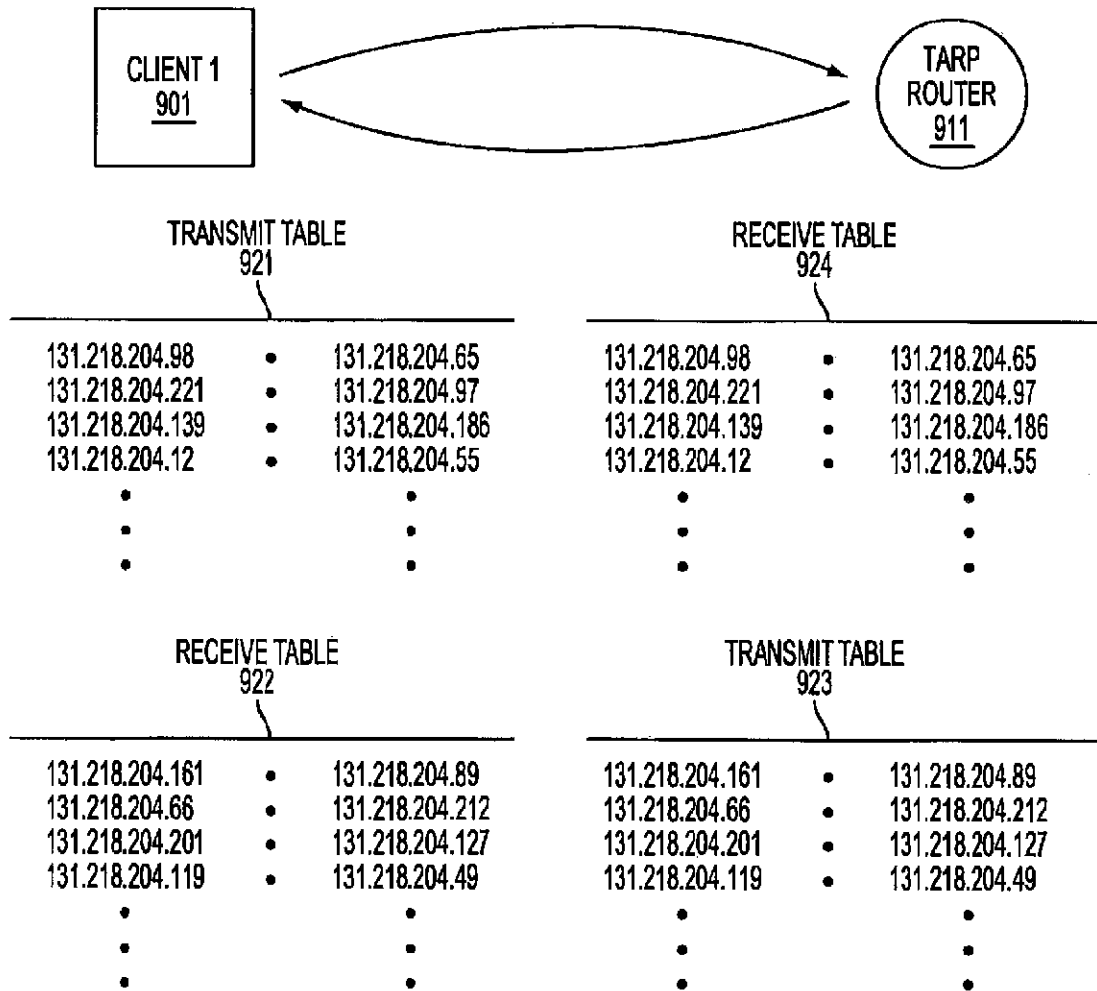 CLIENT 1
901
TARP
ROUTER
911
TRANSMIT TABLE
921
131.218.204.98 • 131.218.204.65
131.218.204.221 • 131.218.204.97
131.218.204.139 • 131.218.204.186
131.218.204.12 • 131.218.204.55
RECEIVE TABLE
924
131.218.204.98 • 131.218.204.65
131.218.204.221 • 131.218.204.97
131.218.204.139 • 131.218.204.186
131.218.204.12 • 131.218.204.55
RECEIVE TABLE
922
131.218.204.161 • 131.218.204.89
131.218.204.66 • 131.218.204.212
131.218.204.201 • 131.218.204.127
131.218.204.119 • 131.218.204.49
TRANSMIT TABLE
923
131.218.204.161 • 131.218.204.89
131.218.204.66 • 131.218.204.212
131.218.204.201 • 131.218.204.127
131.218.204.119 • 131.218.204.49